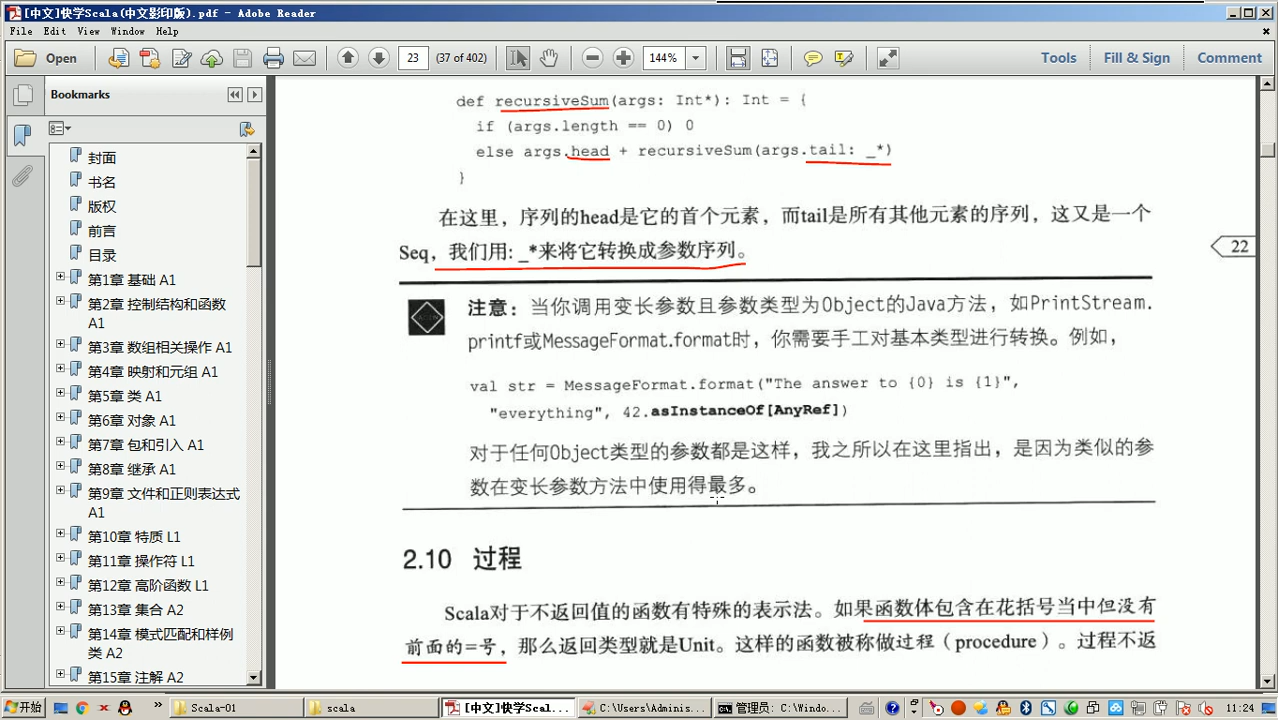 [中文]快学Scala(中文影印版).pdf - Adobe Reader
File Edit View Window Help
Open 23 (37 of 402) 144% Tools Fill & Sign Comment
Bookmarks
封面
书名
版权
前言
目录
第1章 基础 A1
第2章 控制结构和函数
A1
第3章 数组相关操作 A1
第4章 映射和元组 A1
第5章 类 A1
第6章 对象 A1
第7章 包和引入 A1
第8章 继承 A1
第9章 文件和正则表达式
A1
第10章 特质 L1
第11章 操作符 L1
第12章 高阶函数 L1
第13章 集合 A2
第14章 模式匹配和样例
类 A2
第15章 注解 A2
def recursiveSum(args: Int*): Int = {
if (args.length == 0) 0
else args.head + recursiveSum(args.tail: _*)
}
在这里，序列的head是它的首个元素，而tail是所有其他元素的序列，这又是一个
Seq，我们用: _*来将它转换成参数序列。
22
注意：当你调用变长参数且参数类型为Object的Java方法，如PrintStream.
printf或MessageFormat.format时，你需要手工对基本类型进行转换。例如，
val str = MessageFormat.format("The answer to {0} is {1}",
"everything", 42.asInstanceOf[AnyRef])
对于任何Object类型的参数都是这样，我之所以在这里指出，是因为类似的参
数在变长参数方法中使用得最多。
2.10 过程
Scala对于不返回值的函数有特殊的表示法。如果函数体包含在花括号当中但没有
前面的=号，那么返回类型就是Unit。这样的函数被称做过程（procedure）。过程不返
开始 Scala-01 scala [中文]快学Scal... C:\Users\Adminis... 管理员: C:\Windo... 11:24